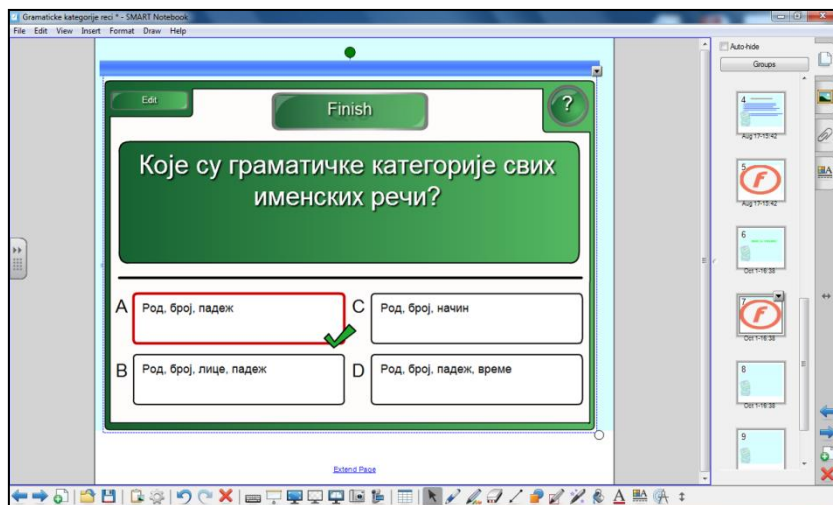 Gramaticke kategorije reci * - SMART Notebook
File Edit View Insert Format Draw Help
Edit
Finish
?
Које су граматичке категорије свих
именских речи?
A Род, број, падеж
C Род, број, начин
B Род, број, лице, падеж
D Род, број, падеж, време
Extend Page
Auto-hide
Groups
4
Aug 17-15:42
5
Aug 17-15:42
6
Oct 1-16:38
7
Oct 1-16:38
8
Oct 1-16:38
9